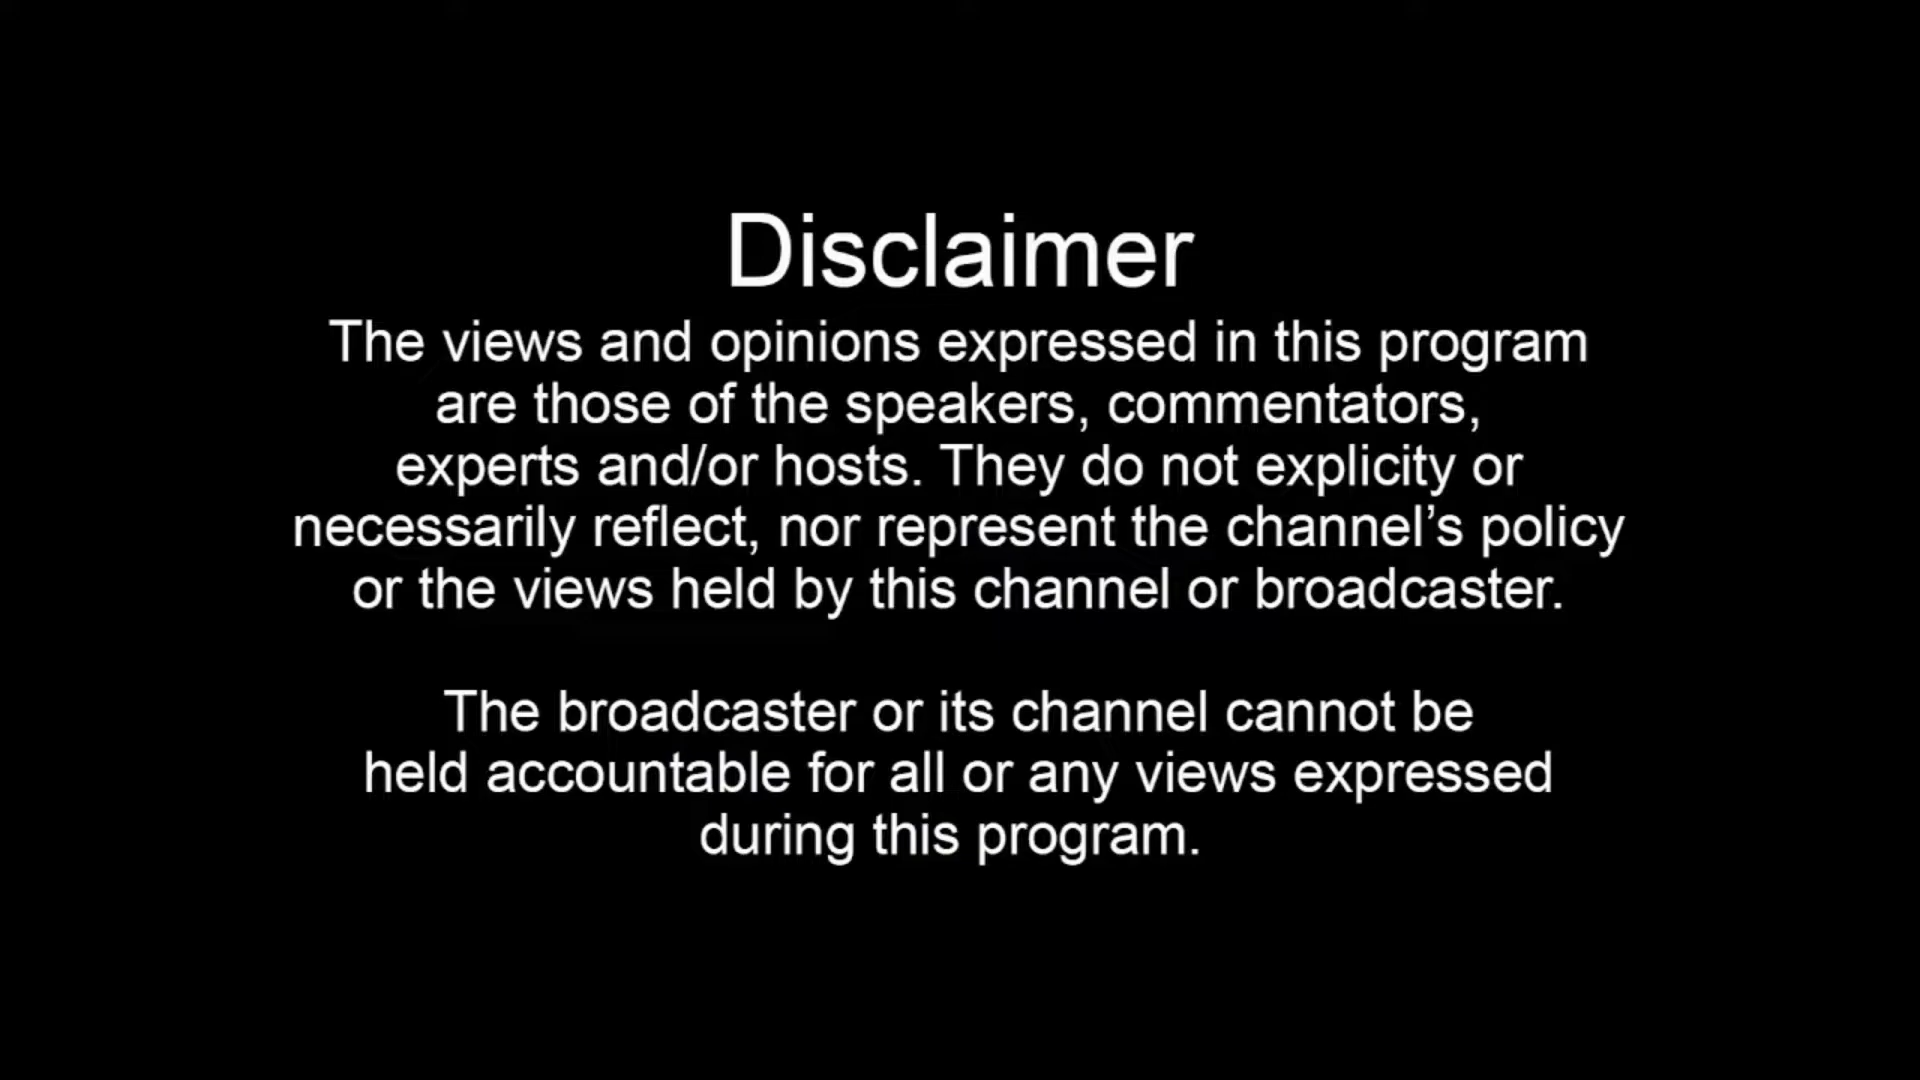 Disclaimer
The views and opinions expressed in this program
are those of the speakers, commentators,
experts and/or hosts. They do not explicity or
necessarily reflect, nor represent the channel’s policy
or the views held by this channel or broadcaster.
The broadcaster or its channel cannot be
held accountable for all or any views expressed
during this program.